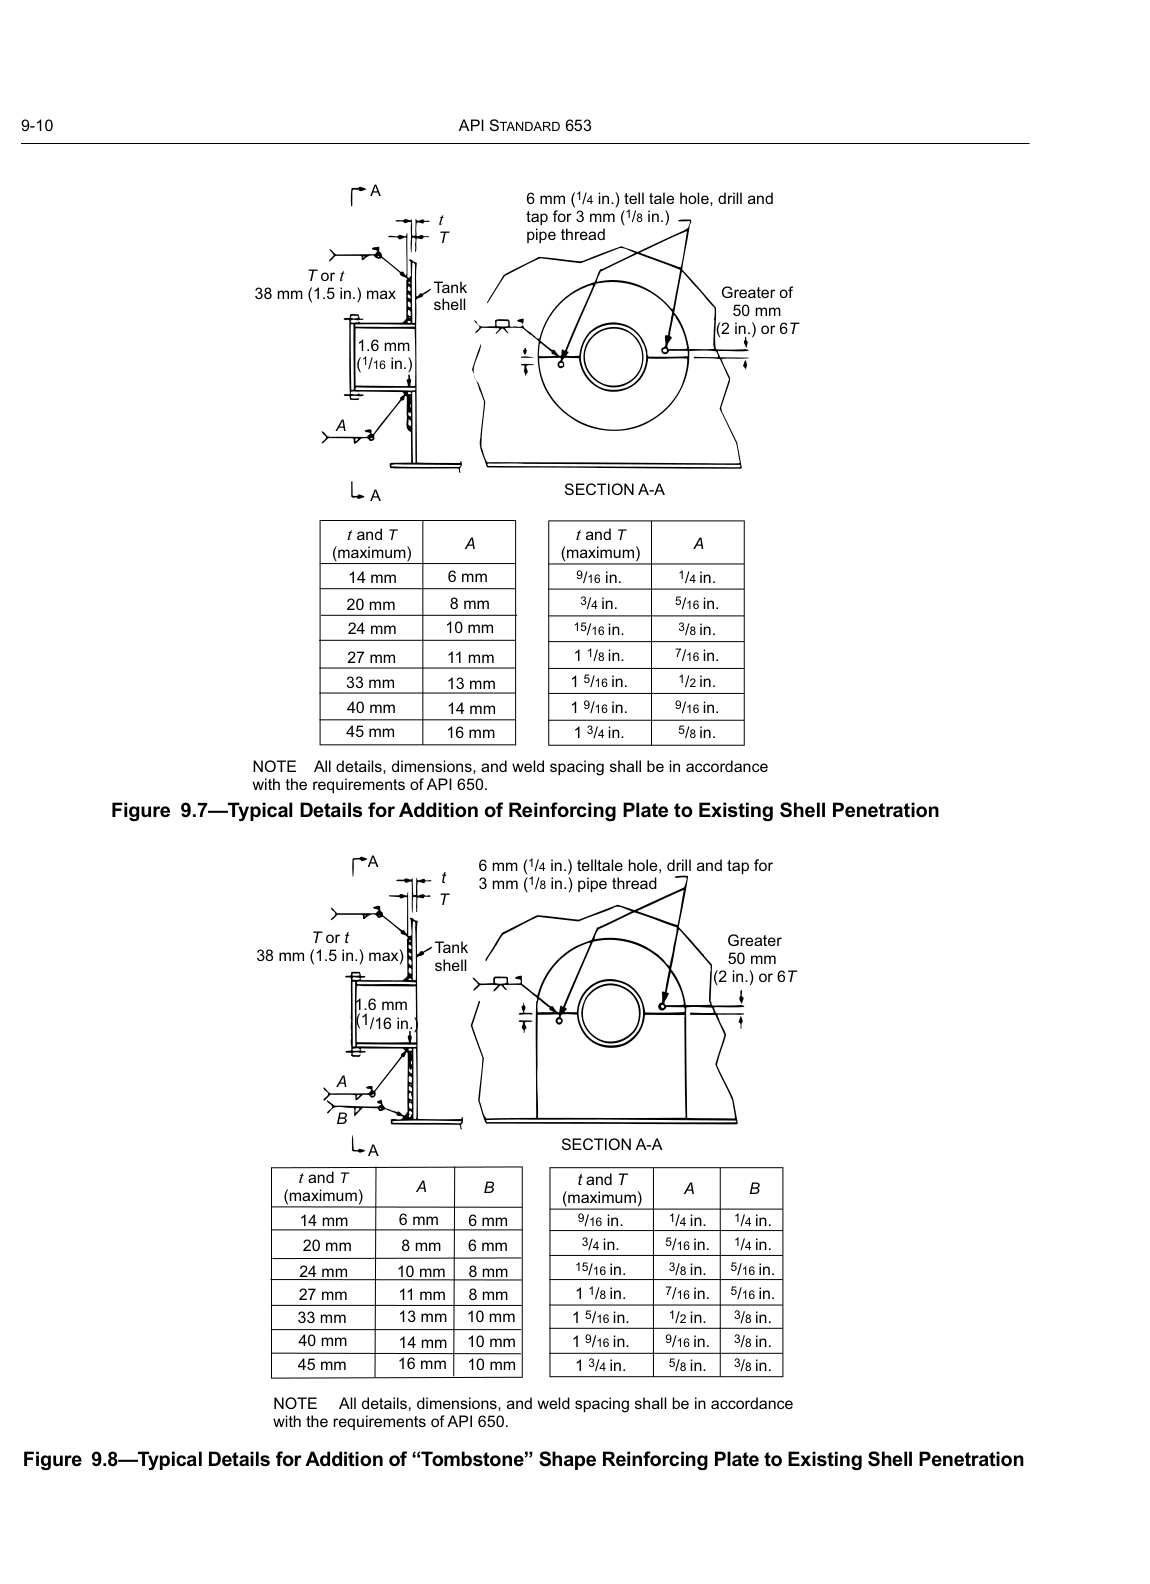 9-10 API STANDARD 653
A
6 mm (1/4 in.) tell tale hole, drill and
tap for 3 mm (1/8 in.)
pipe thread
t
T
T or t
38 mm (1.5 in.) max
Tank
shell
Greater of
50 mm
(2 in.) or 6T
1.6 mm
(1/16 in.)
A
A
SECTION A-A
t and T
(maximum) A
14 mm 6 mm
20 mm 8 mm
24 mm 10 mm
27 mm 11 mm
33 mm 13 mm
40 mm 14 mm
45 mm 16 mm
t and T
(maximum) A
9/16 in. 1/4 in.
3/4 in. 5/16 in.
15/16 in. 3/8 in.
1 1/8 in. 7/16 in.
1 5/16 in. 1/2 in.
1 9/16 in. 9/16 in.
1 3/4 in. 5/8 in.
NOTE All details, dimensions, and weld spacing shall be in accordance
with the requirements of API 650.
Figure 9.7—Typical Details for Addition of Reinforcing Plate to Existing Shell Penetration
A
6 mm (1/4 in.) telltale hole, drill and tap for
3 mm (1/8 in.) pipe thread
t
T
T or t
38 mm (1.5 in.) max)
Tank
shell
Greater
50 mm
(2 in.) or 6T
1.6 mm
(1/16 in.)
A
B
A
SECTION A-A
t and T
(maximum) A B
14 mm 6 mm 6 mm
20 mm 8 mm 6 mm
24 mm 10 mm 8 mm
27 mm 11 mm 8 mm
33 mm 13 mm 10 mm
40 mm 14 mm 10 mm
45 mm 16 mm 10 mm
t and T
(maximum) A B
9/16 in. 1/4 in. 1/4 in.
3/4 in. 5/16 in. 1/4 in.
15/16 in. 3/8 in. 5/16 in.
1 1/8 in. 7/16 in. 5/16 in.
1 5/16 in. 1/2 in. 3/8 in.
1 9/16 in. 9/16 in. 3/8 in.
1 3/4 in. 5/8 in. 3/8 in.
NOTE All details, dimensions, and weld spacing shall be in accordance
with the requirements of API 650.
Figure 9.8—Typical Details for Addition of “Tombstone” Shape Reinforcing Plate to Existing Shell Penetration